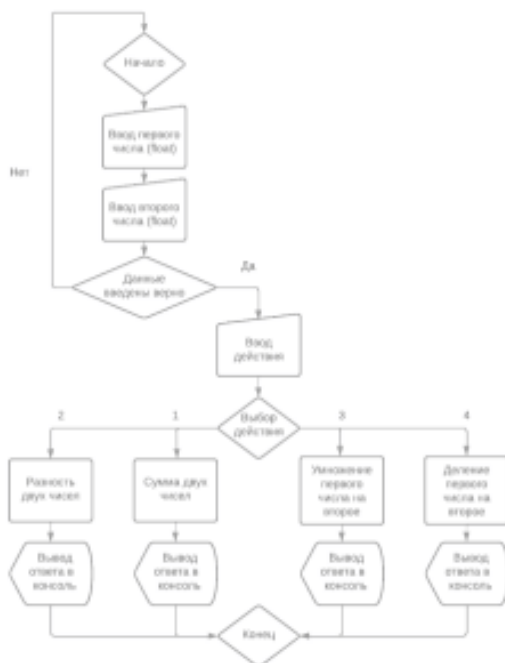 Начало
Ввод первого
числа (float)
Нет
Ввод второго
числа (float)
Данные
введены верно
Да
Ввод
действия
Выбор
действия
2
1
3
4
Разность
двух чисел
Сумма двух
чисел
Умножение
первого
числа на
второе
Деление
первого
числа на
второе
Вывод
ответа в
консоль
Вывод
ответа в
консоль
Вывод
ответа в
консоль
Вывод
ответа в
консоль
Конец